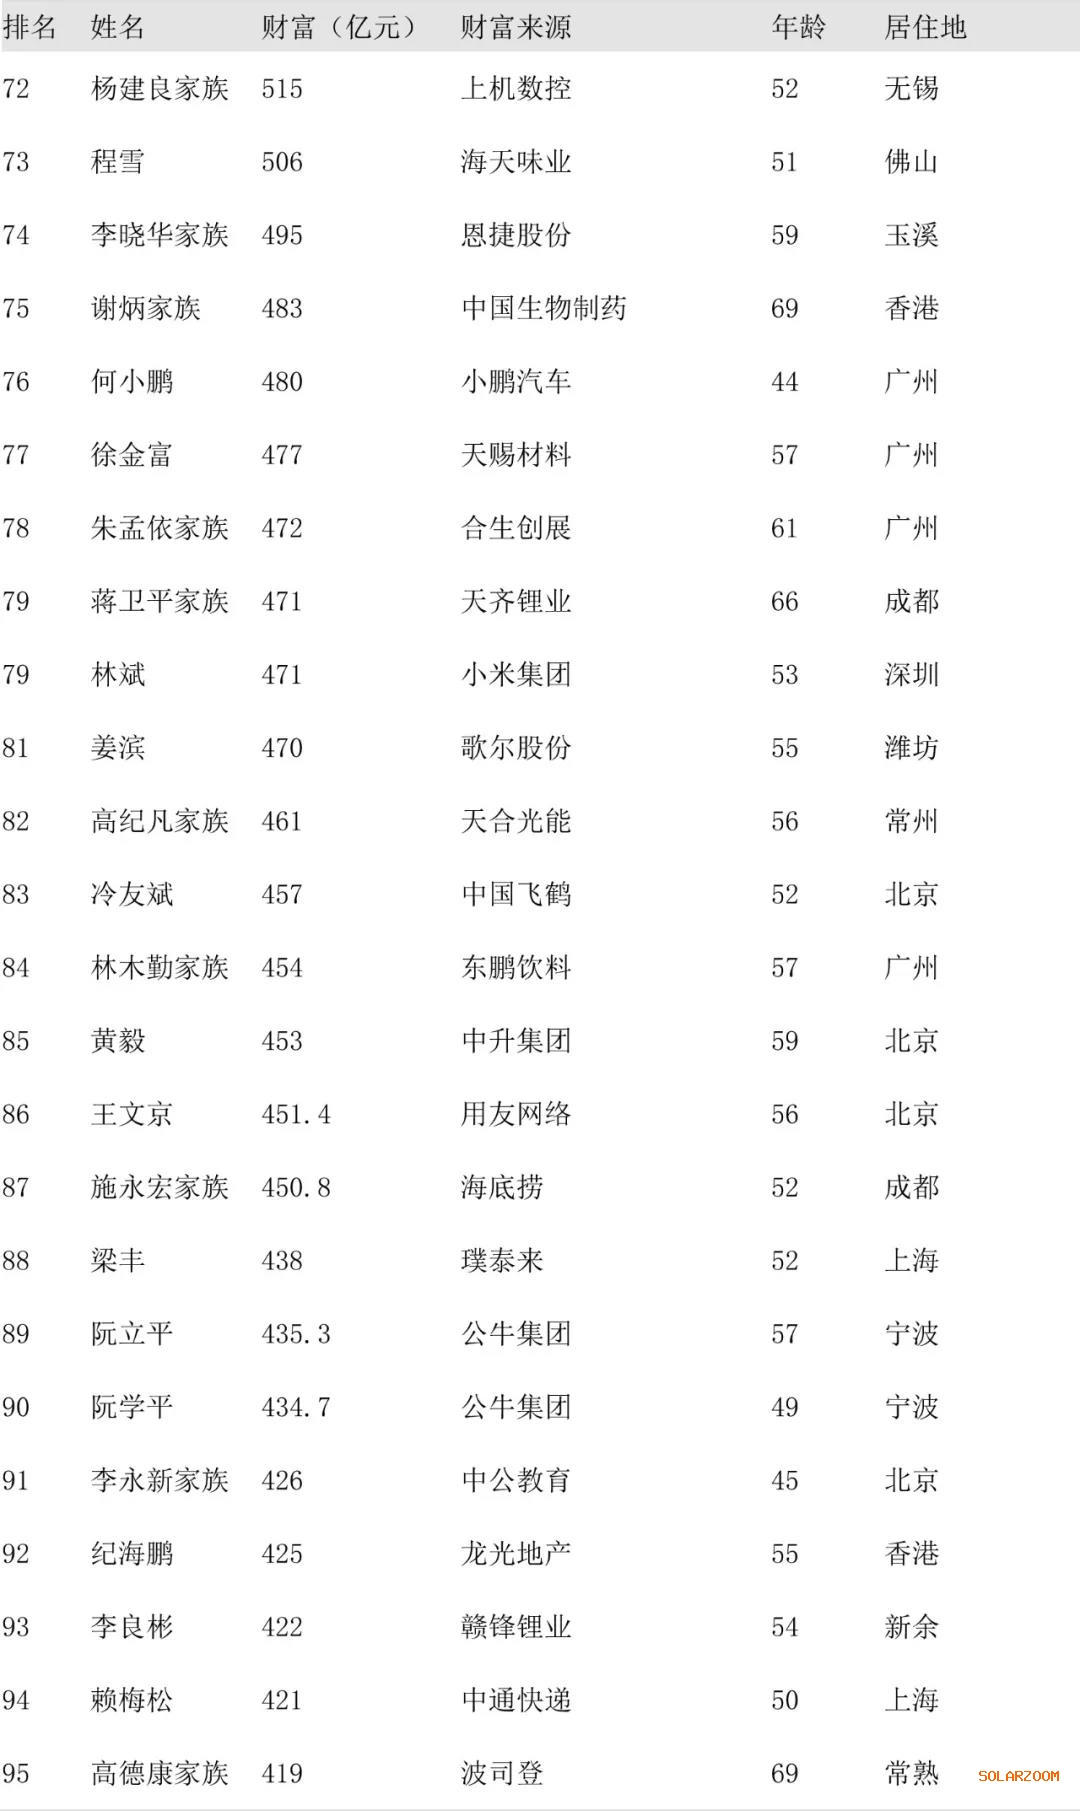 排名 姓名 财富（亿元） 财富来源 年龄 居住地
72 杨建良家族 515 上机数控 52 无锡
73 程雪 506 海天味业 51 佛山
74 李晓华家族 495 恩捷股份 59 玉溪
75 谢炳家族 483 中国生物制药 69 香港
76 何小鹏 480 小鹏汽车 44 广州
77 徐金富 477 天赐材料 57 广州
78 朱孟依家族 472 合生创展 61 广州
79 蒋卫平家族 471 天齐锂业 66 成都
79 林斌 471 小米集团 53 深圳
81 姜滨 470 歌尔股份 55 潍坊
82 高纪凡家族 461 天合光能 56 常州
83 冷友斌 457 中国飞鹤 52 北京
84 林木勤家族 454 东鹏饮料 57 广州
85 黄毅 453 中升集团 59 北京
86 王文京 451.4 用友网络 56 北京
87 施永宏家族 450.8 海底捞 52 成都
88 梁丰 438 璞泰来 52 上海
89 阮立平 435.3 公牛集团 57 宁波
90 阮学平 434.7 公牛集团 49 宁波
91 李永新家族 426 中公教育 45 北京
92 纪海鹏 425 龙光地产 55 香港
93 李良彬 422 赣锋锂业 54 新余
94 赖梅松 421 中通快递 50 上海
95 高德康家族 419 波司登 69 常熟
SOLARZOOM